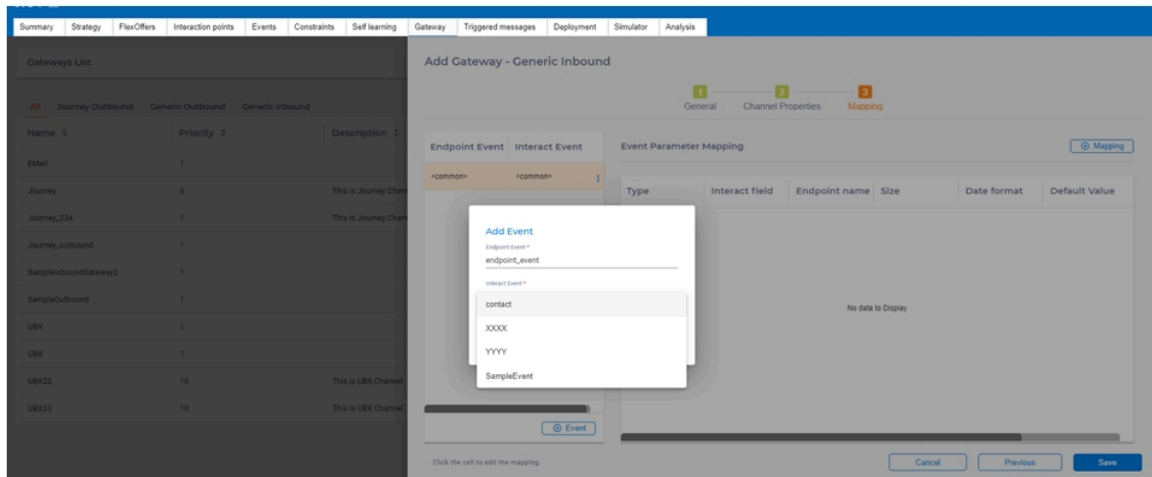 Summary Strategy FlexOffers Interaction points Events Constraints Self learning Gateway Triggered messages Deployment Simulator Analysis
Gateways List
All Journey Outbound Generic Outbound Generic Inbound
Name Priority Description
EMail 1
Journey 6 This is Journey Chann
Journey_234 1 This is Journey Chann
Journey_outbound 1
SampleInboundGateway2 1
SampleOutbound 1
UBX 1
UBX 1
UBX22 10 This is UBX Channel
UBX23 10 This is UBX Channel
Add Gateway - Generic Inbound
1 2 3
General Channel Properties Mapping
Endpoint Event Interact Event
<common> <common>
Event Parameter Mapping
Mapping
Type Interact field Endpoint name Size Date format Default Value
No data to Display
Add Event
Endpoint Event *
endpoint_event
Interact Event *
contact
XXXX
YYYY
SampleEvent
Event
Click the cell to edit the mapping.
Cancel Previous Save